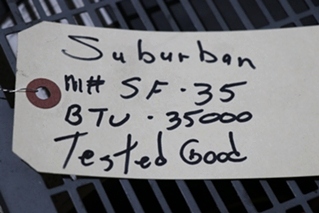 Suburban
M# SF-35
BTU - 35000
Tested Good